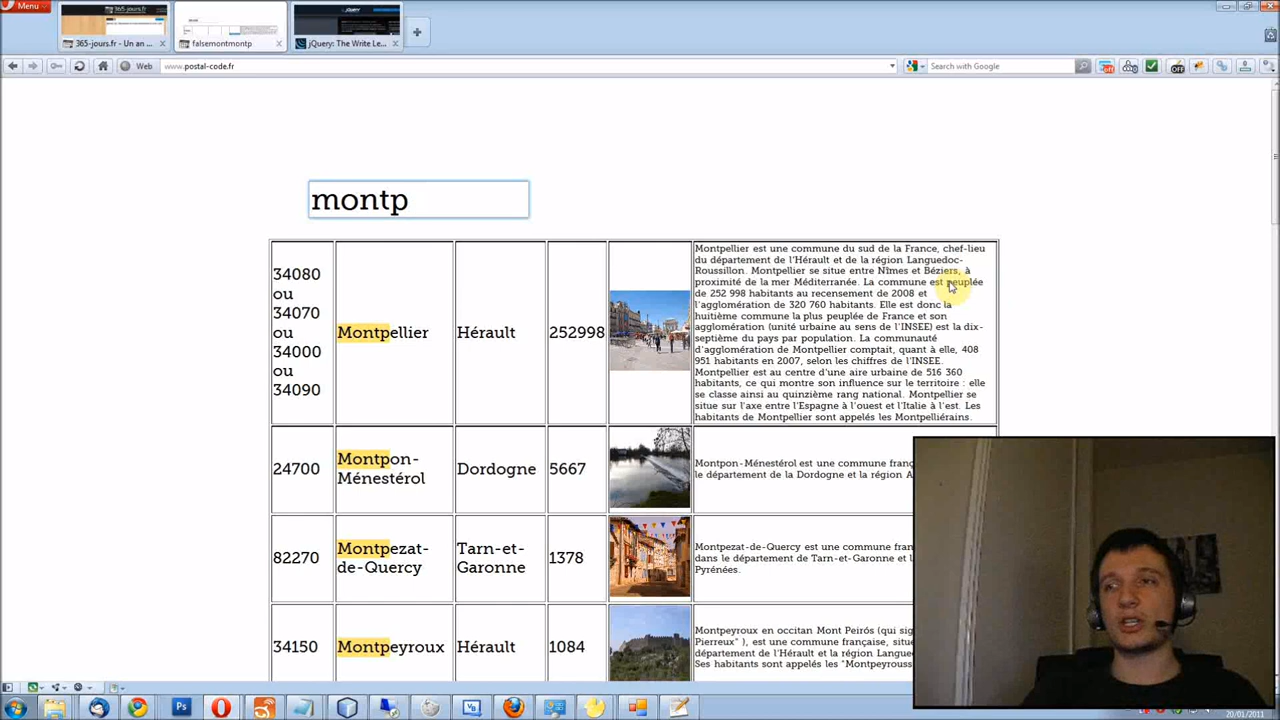 Menu
365-jours.fr - Un an ...
falsemontmontp
jQuery: The Write Le...
Web
www.postal-code.fr
Search with Google
montp
34080
ou
34070
ou
34000
ou
34090
Montpellier
Hérault
252998
Montpellier est une commune du sud de la France, chef-lieu
du département de l'Hérault et de la région Languedoc-
Roussillon. Montpellier se situe entre Nîmes et Béziers, à
proximité de la mer Méditerranée. La commune est peuplée
de 252 998 habitants au recensement de 2008 et
l'agglomération de 320 760 habitants. Elle est donc la
huitième commune la plus peuplée de France et son
agglomération (unité urbaine au sens de l'INSEE) est la dix-
septième du pays par population. La communauté
d'agglomération de Montpellier comptait, quant à elle, 408
951 habitants en 2007, selon les chiffres de l'INSEE.
Montpellier est au centre d'une aire urbaine de 516 360
habitants, ce qui montre son influence sur le territoire : elle
se classe ainsi au quinzième rang national. Montpellier se
situe sur l'axe entre l'Espagne à l'ouest et l'Italie à l'est. Les
habitants de Montpellier sont appelés les Montpelliérains.
24700
Montpon-
Ménestérol
Dordogne
5667
Montpon-Ménestérol est une commune
le département de la Dordogne et la région
82270
Montpezat-
de-Quercy
Tarn-et-
Garonne
1378
Montpezat-de-Quercy est une commune
dans le département de Tarn-et-Garonne et
Pyrénées.
34150
Montpeyroux
Hérault
1084
Montpeyroux en occitan Mont Peirós (qui
Pierreux" ), est une commune française, située
département de l'Hérault et la région
Ses habitants sont appelés les
20/01/2011